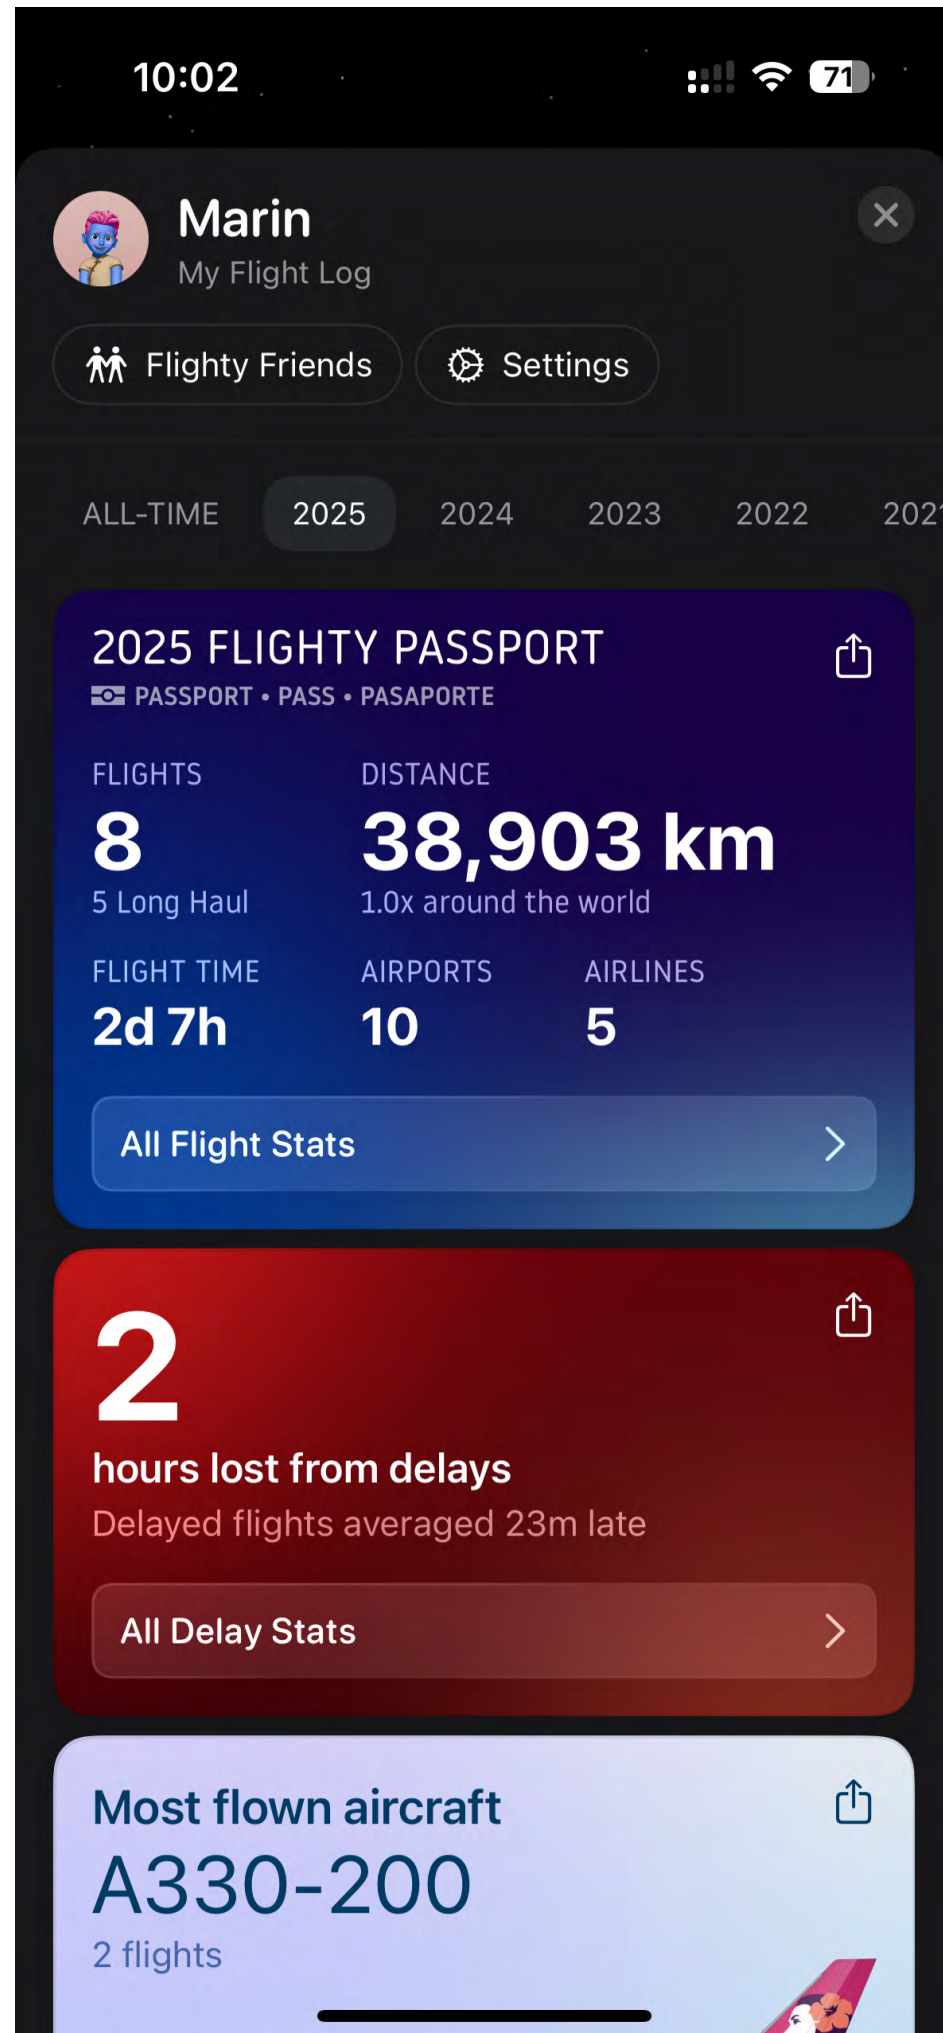 10:02
71
Marin
My Flight Log
Flighty Friends
Settings
ALL-TIME 2025 2024 2023 2022
2025 FLIGHTY PASSPORT
PASSPORT • PASS • PASAPORTE
FLIGHTS DISTANCE
8 38,903 km
5 Long Haul 1.0x around the world
FLIGHT TIME AIRPORTS AIRLINES
2d 7h 10 5
All Flight Stats
2
hours lost from delays
Delayed flights averaged 23m late
All Delay Stats
Most flown aircraft
A330-200
2 flights